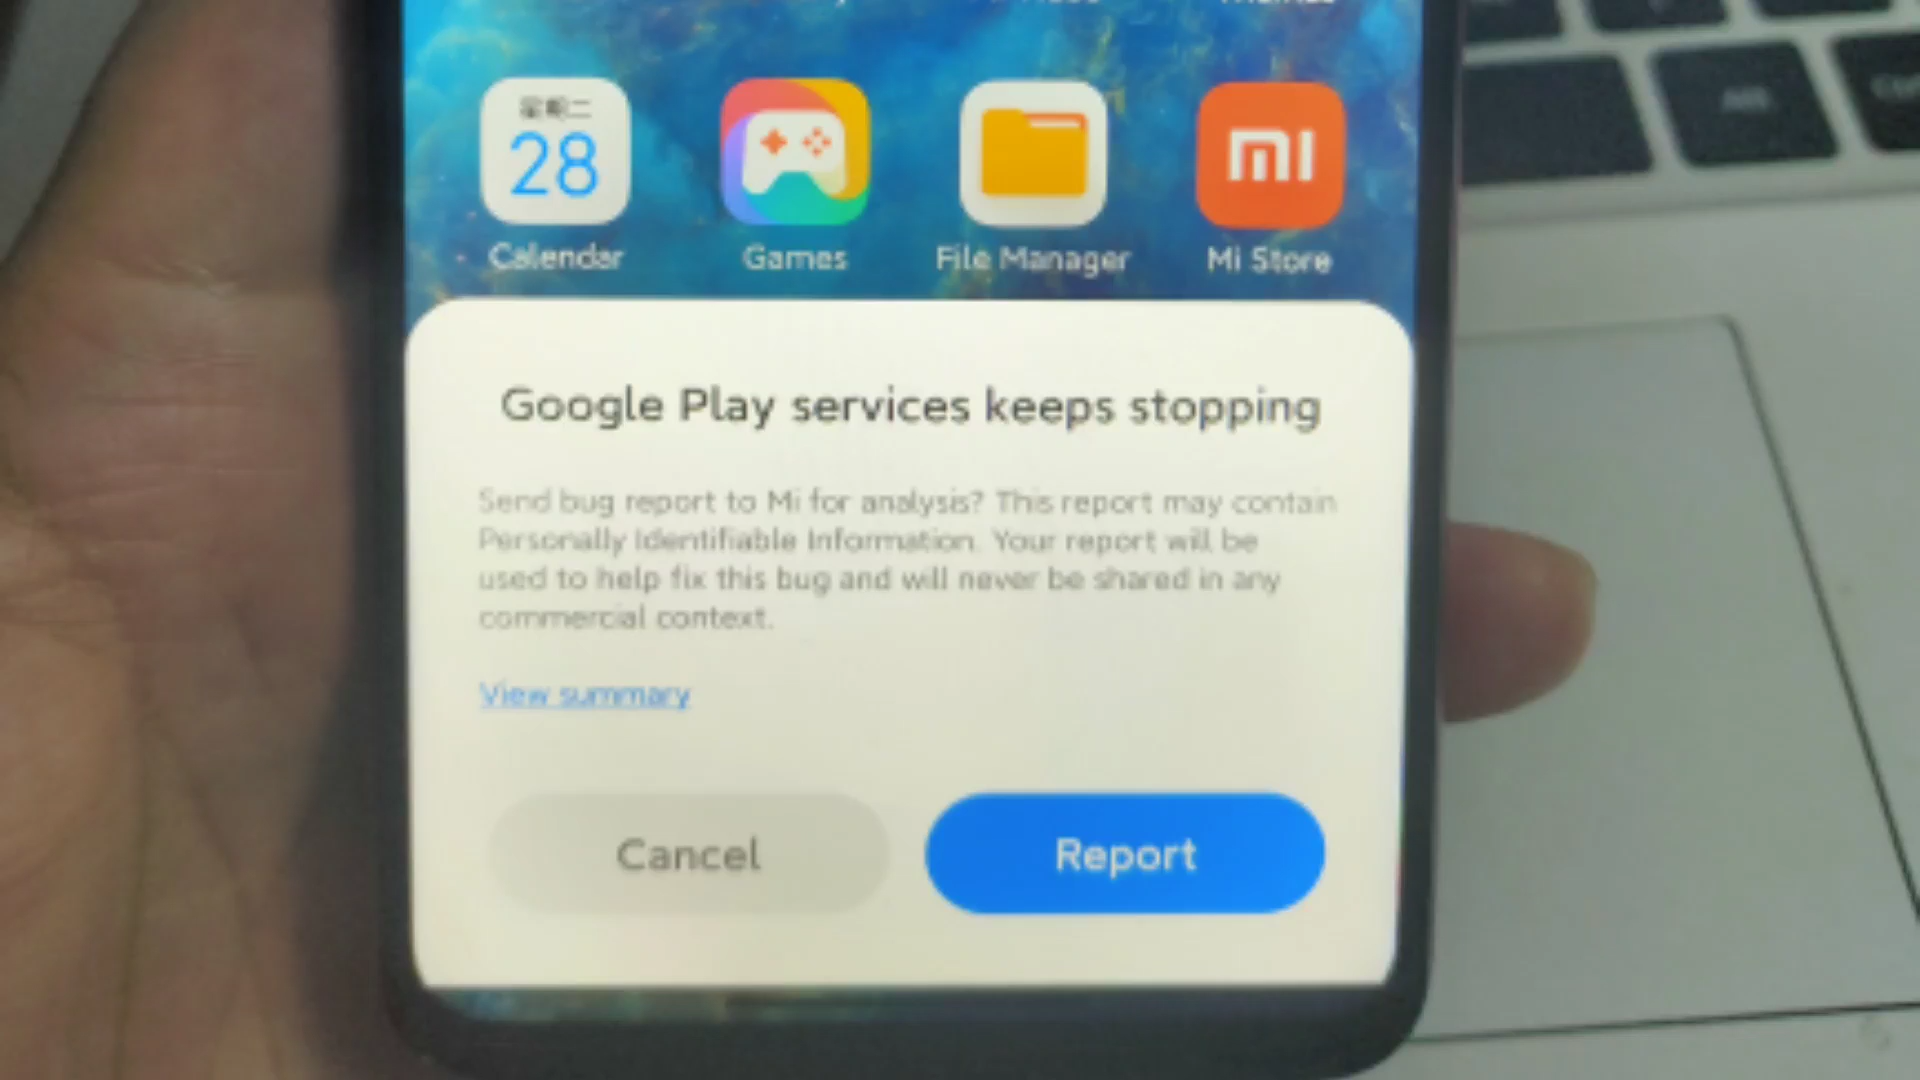 星期二
28
mi
Calendar
Games
File Manager
Mi Store
Google Play services keeps stopping
Send bug report to Mi for analysis? This report may contain
Personally Identifiable Information. Your report will be
used to help fix this bug and will never be shared in any
commercial context.
View summary
Cancel
Report